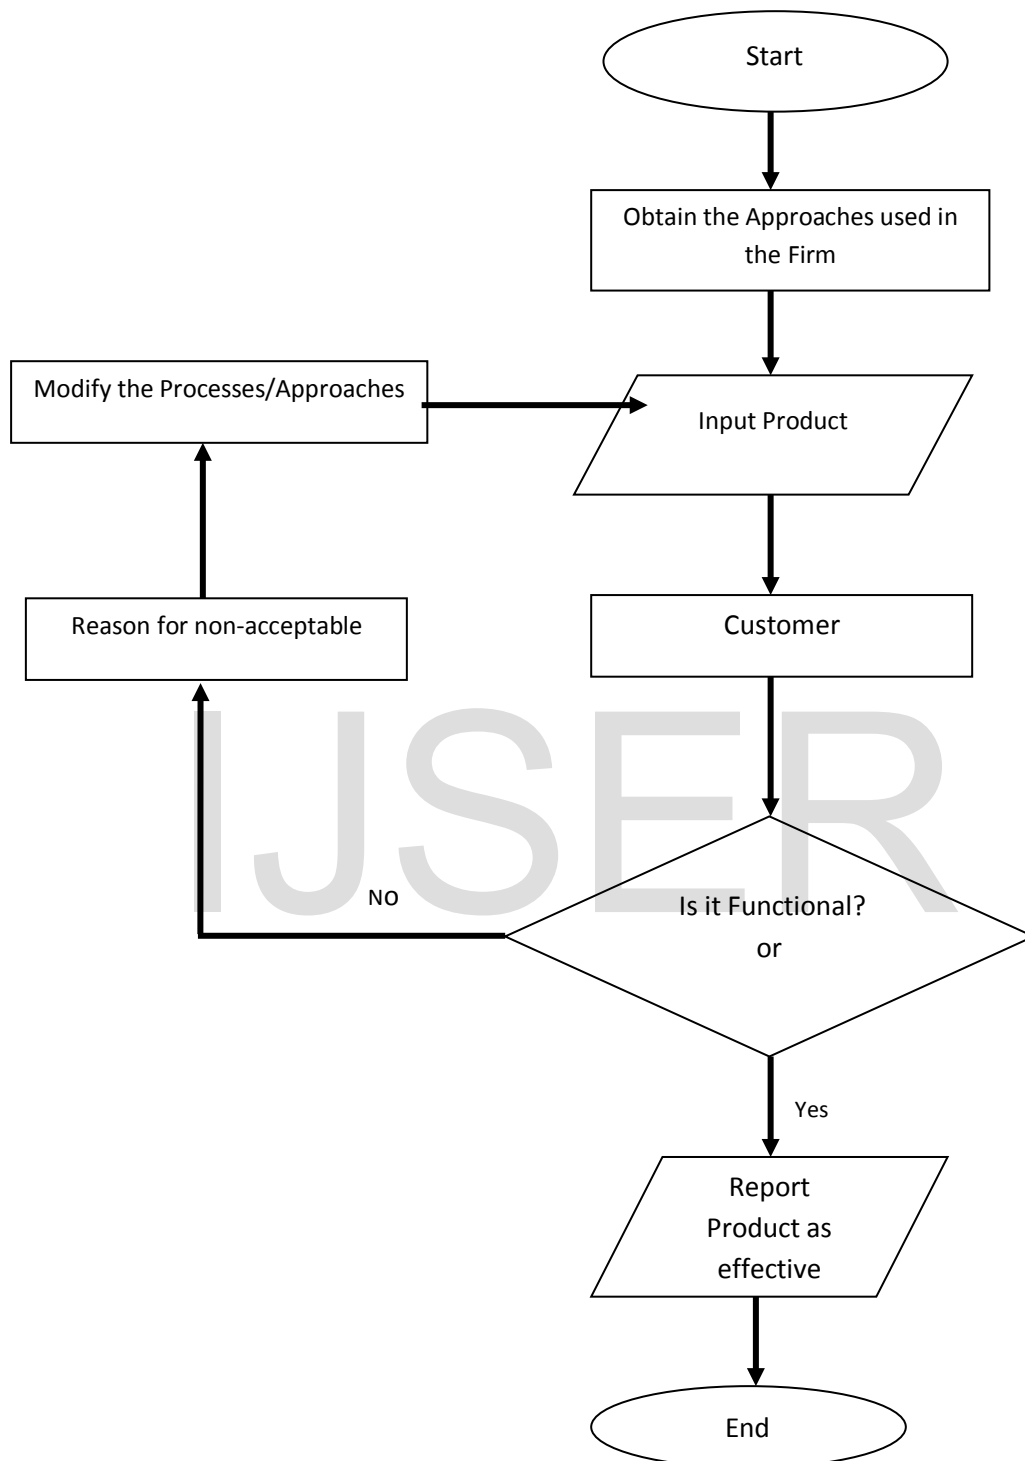 Start
Obtain the Approaches used in
the Firm
Modify the Processes/Approaches
Input Product
Reason for non-acceptable
Customer
IJSER
No
Is it Functional?
or
Yes
Report
Product as
effective
End